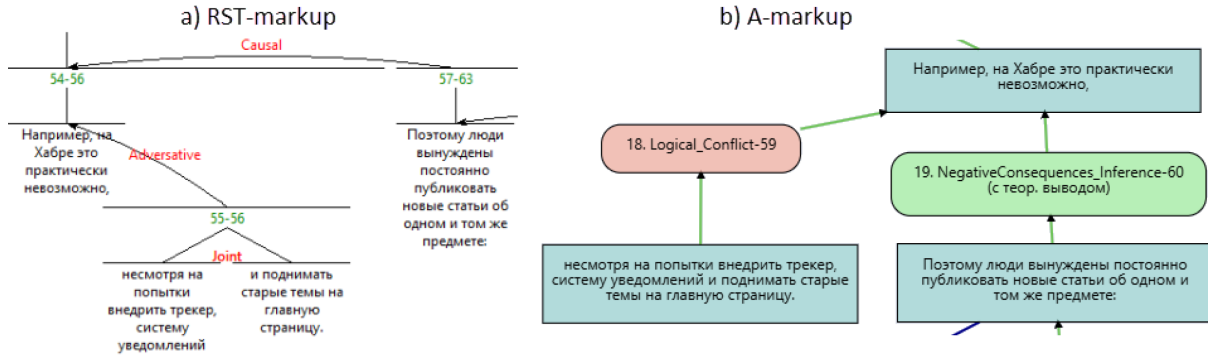 a) RST-markup
Causal
54-56
57-63
Например, на
Хабре это
практически
невозможно,
Adversative
55-56
Joint
несмотря на
попытки
внедрить трекер,
систему
уведомлений
и поднимать
старые темы на
главную
страницу.
Поэтому люди
вынуждены
постоянно
публиковать
новые статьи об
одном и том же
предмете:
b) A-markup
Например, на Хабре это практически
невозможно,
18. Logical_Conflict-59
19. NegativeConsequences_Inference-60
(с теор. выводом)
несмотря на попытки внедрить трекер,
систему уведомлений и поднимать старые
темы на главную страницу.
Поэтому люди вынуждены постоянно
публиковать новые статьи об одном и
том же предмете: